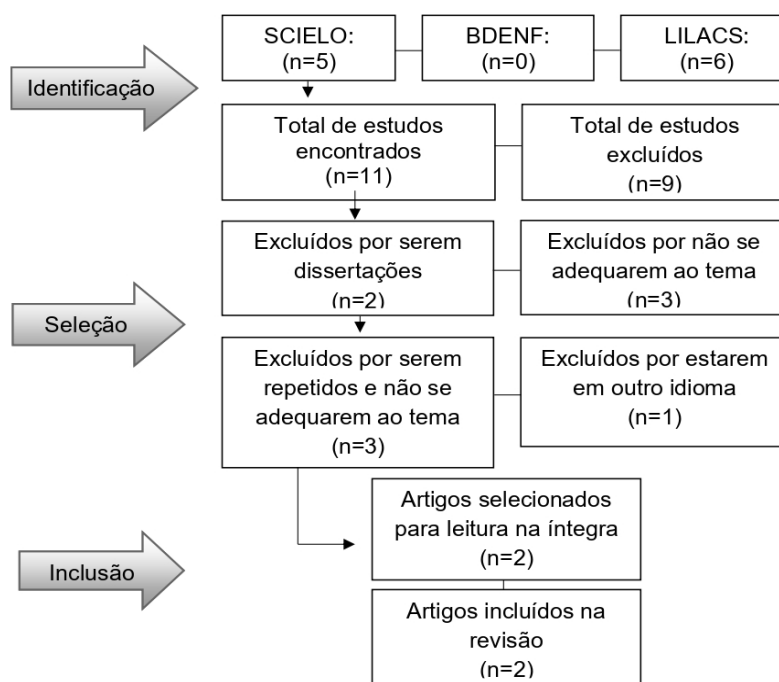 SCIELO:
(n=5)
BDENF:
(n=0)
LILACS:
(n=6)
Identificação
Total de estudos
encontrados
(n=11)
Total de estudos
excluídos
(n=9)
Excluídos por serem
dissertações
(n=2)
Excluídos por não se
adequarem ao tema
(n=3)
Seleção
Excluídos por serem
repetidos e não se
adequarem ao tema
(n=3)
Excluídos por estarem
em outro idioma
(n=1)
Artigos selecionados
para leitura na íntegra
(n=2)
Inclusão
Artigos incluídos na
revisão
(n=2)